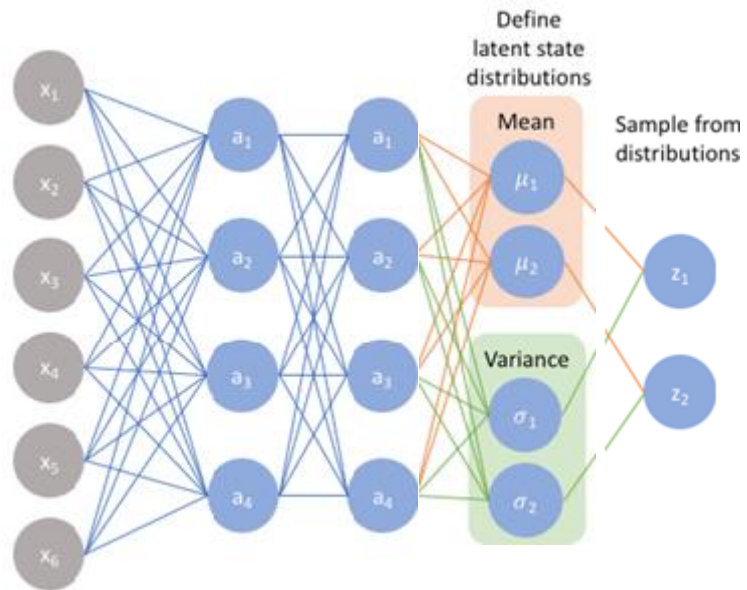 Define
latent state
distributions
Mean
Sample from
distributions
Variance
x₁
x₂
x₃
x₄
x₅
x₆
a₁
a₂
a₃
a₄
a₁
a₂
a₃
a₄
μ₁
μ₂
σ₁
σ₂
z₁
z₂